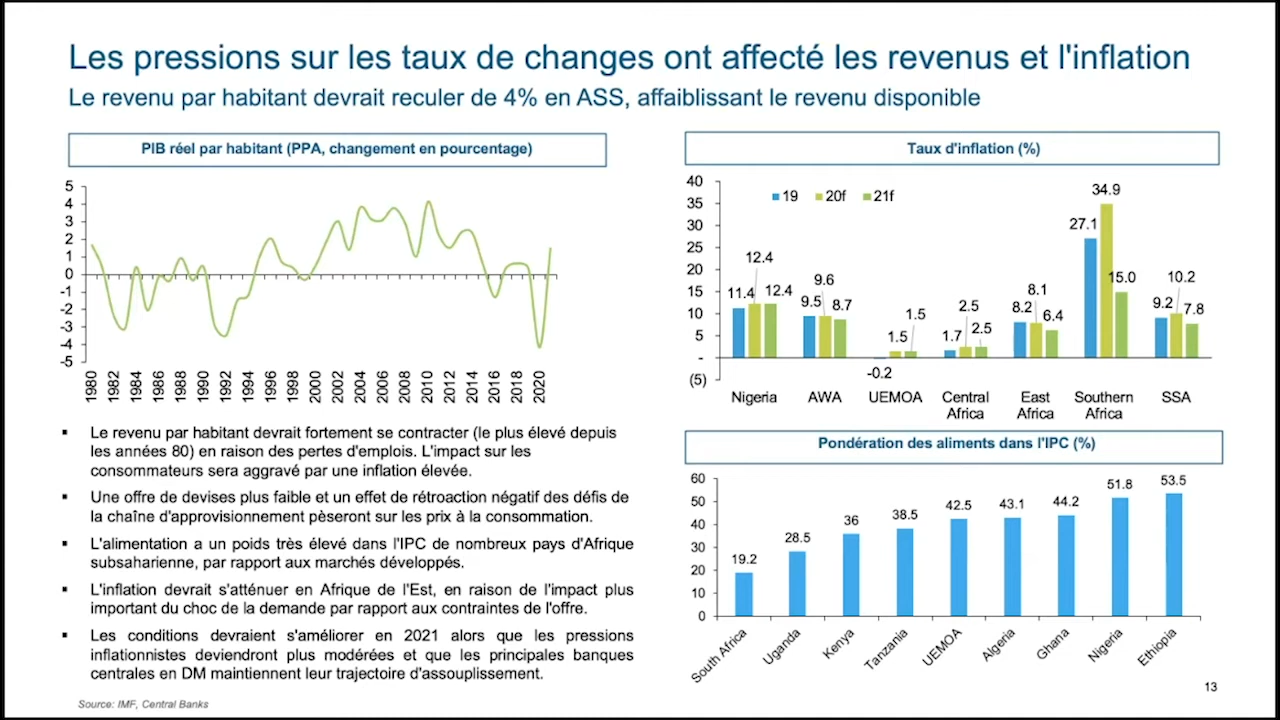 Les pressions sur les taux de changes ont affecté les revenus et l'inflation
Le revenu par habitant devrait reculer de 4% en ASS, affaiblissant le revenu disponible
PIB réel par habitant (PPA, changement en pourcentage)
5
4
3
2
1
0
-1
-2
-3
-4
-5
1980
1982
1984
1986
1988
1990
1992
1994
1996
1998
2000
2002
2004
2006
2008
2010
2012
2014
2016
2018
2020
▪ Le revenu par habitant devrait fortement se contracter (le plus élevé depuis
les années 80) en raison des pertes d'emplois. L'impact sur les
consommateurs sera aggravé par une inflation élevée.
▪ Une offre de devises plus faible et un effet de rétroaction négatif des défis de
la chaîne d'approvisionnement pèseront sur les prix à la consommation.
▪ L'alimentation a un poids très élevé dans l'IPC de nombreux pays d'Afrique
subsaharienne, par rapport aux marchés développés.
▪ L'inflation devrait s'atténuer en Afrique de l'Est, en raison de l'impact plus
important du choc de la demande par rapport aux contraintes de l'offre.
▪ Les conditions devraient s'améliorer en 2021 alors que les pressions
inflationnistes deviendront plus modérées et que les principales banques
centrales en DM maintiennent leur trajectoire d'assouplissement.
Source: IMF, Central Banks
Taux d'inflation (%)
40
35
30
25
20
15
10
5
-
(5)
19 20f 21f
11.4 12.4 12.4
9.5 9.6 8.7
-0.2 1.5 1.5
1.7 2.5 2.5
8.2 8.1 6.4
27.1 34.9 15.0
9.2 10.2 7.8
Nigeria
AWA
UEMOA
Central
Africa
East
Africa
Southern
Africa
SSA
Pondération des aliments dans l'IPC (%)
60
50
40
30
20
10
0
19.2
28.5
36
38.5
42.5
43.1
44.2
51.8
53.5
South Africa
Uganda
Kenya
Tanzania
UEMOA
Algeria
Ghana
Nigeria
Ethiopia
13